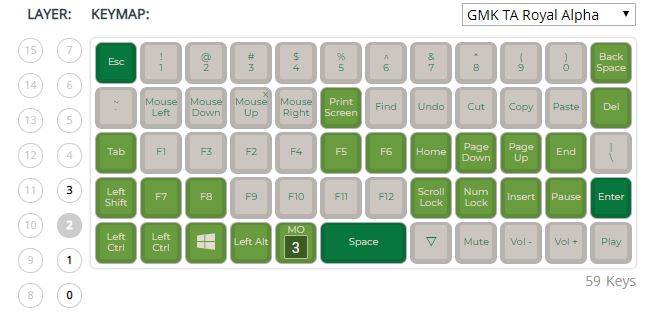 LAYER: KEYMAP: GMK TA Royal Alpha
15 7
14 6
13 5
12 4
11 3
10 2
9 1
8 0
Esc ! @ # $ % ^ & * ( ) Back
1 2 3 4 5 6 7 8 9 0 Space
~ Mouse Mouse Mouse X Mouse Print Find Undo Cut Copy Paste Del
` Left Down Up Right Screen
Tab F1 F3 F2 F4 F5 F6 Home Page Page End |
Down Up \
Left F7 F8 F9 F10 F11 F12 Scroll Num Insert Pause Enter
Shift Lock Lock
Left Left Left Alt MO Space ▽ Mute Vol - Vol + Play
Ctrl Ctrl 3
59 Keys